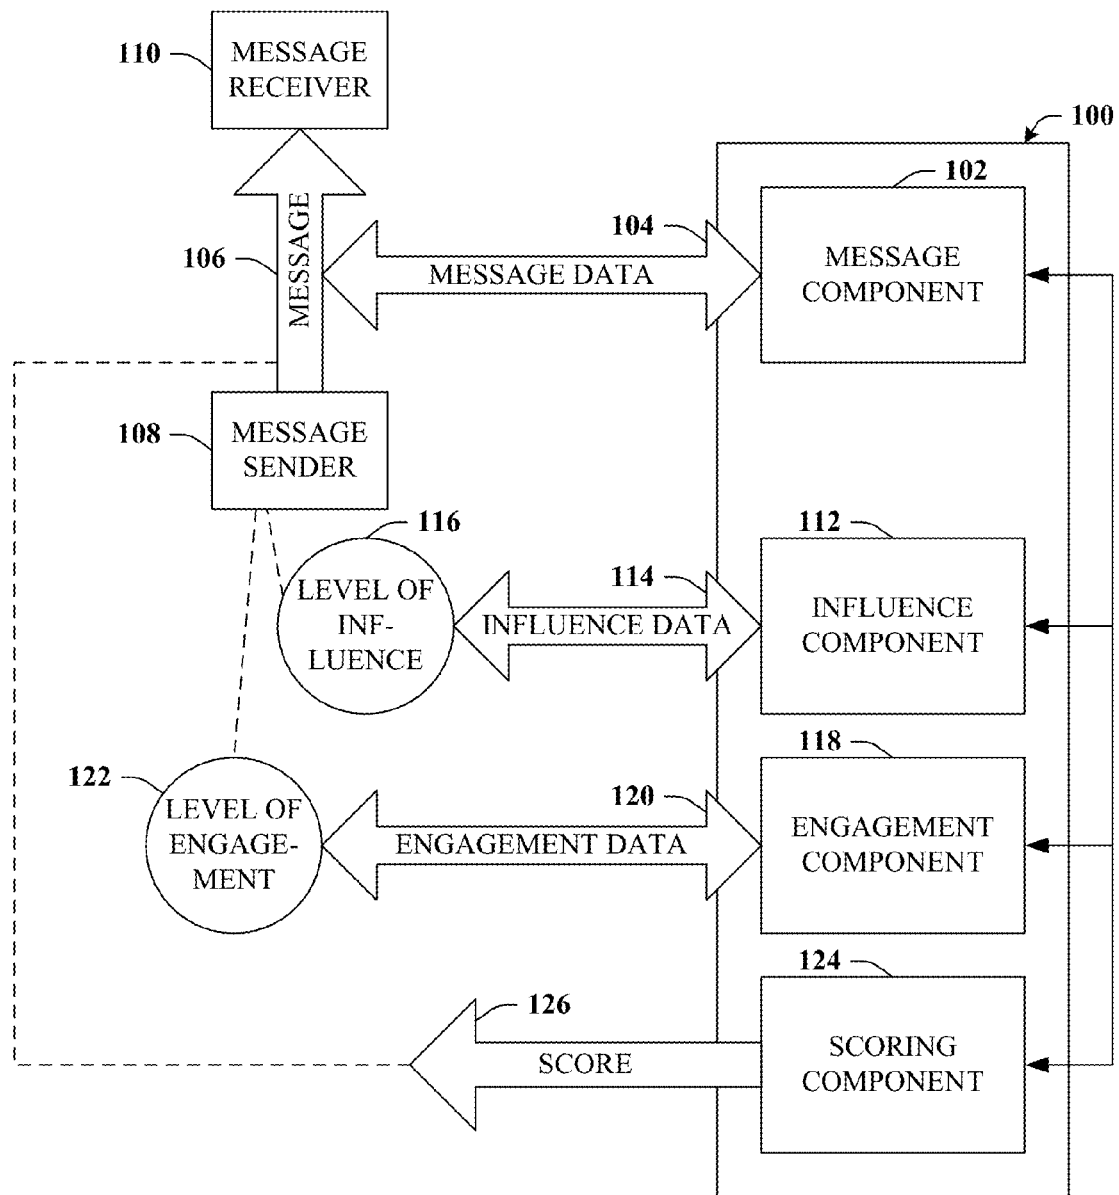 110
MESSAGE
RECEIVER
100
102
106
MESSAGE
104
MESSAGE DATA
MESSAGE
COMPONENT
108
MESSAGE
SENDER
116
LEVEL OF
INF-
LUENCE
114
INFLUENCE DATA
112
INFLUENCE
COMPONENT
122
LEVEL OF
ENGAGE-
MENT
120
ENGAGEMENT DATA
118
ENGAGEMENT
COMPONENT
126
SCORE
124
SCORING
COMPONENT